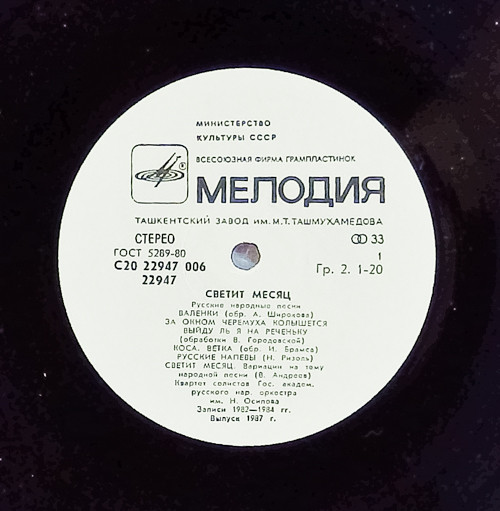 МИНИСТЕРСТВО
КУЛЬТУРЫ СССР
ВСЕСОЮЗНАЯ ФИРМА ГРАМПЛАСТИНОК
МЕЛОДИЯ
ТАШКЕНТСКИЙ ЗАВОД ИМ. М.Т. ТАШМУХАМЕДОВА
СТЕРЕО 33
ГОСТ 5289-80 1
С20 22947 006 Гр. 2. 1-20
22947
СВЕТИТ МЕСЯЦ
Русские народные песни
ВАЛЕНКИ (обр. А. Широкова)
ЗА ОКНОМ ЧЕРЕМУХА КОЛЫШЕТСЯ
ВЫЙДУ ЛЬ Я НА РЕЧЕНЬКУ
(обработки В. Городовской)
КОСА. ВЕТКА (обр. И. Брамса)
РУССКИЕ НАПЕВЫ (Н. Ризоль)
СВЕТИТ МЕСЯЦ. Вариации на тему
народной песни (В. Андреев)
Квартет солистов Гос. академ.
русского нар. оркестра
им. Н. Осипова
Записи 1982—1984 гг.
Выпуск 1987 г.